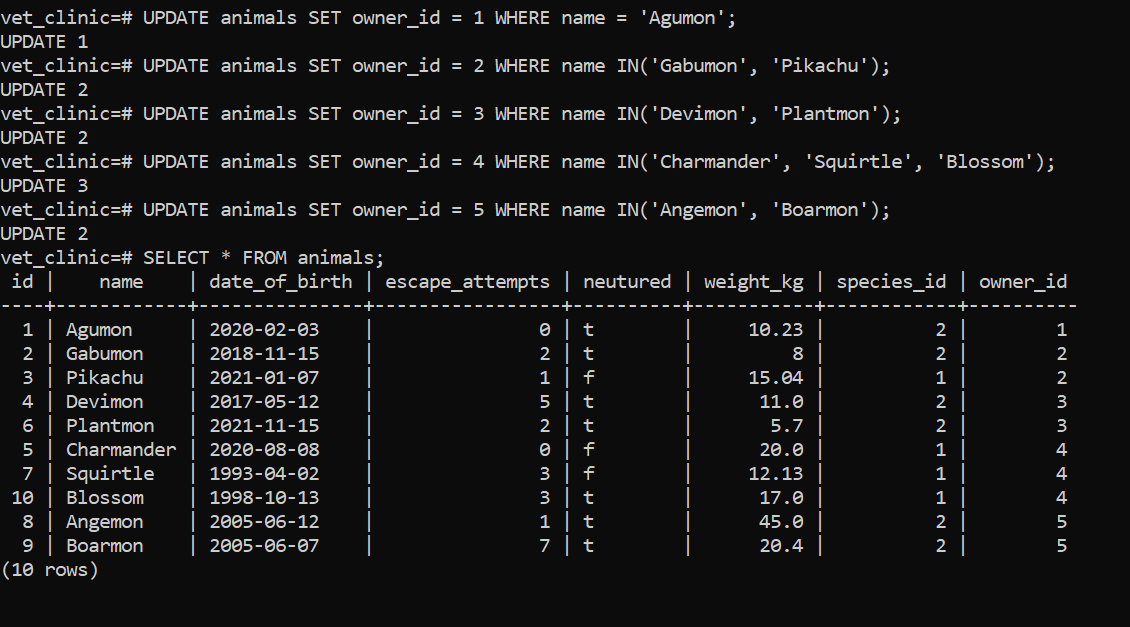 vet_clinic=# UPDATE animals SET owner_id = 1 WHERE name = 'Agumon';
UPDATE 1
vet_clinic=# UPDATE animals SET owner_id = 2 WHERE name IN('Gabumon', 'Pikachu');
UPDATE 2
vet_clinic=# UPDATE animals SET owner_id = 3 WHERE name IN('Devimon', 'Plantmon');
UPDATE 2
vet_clinic=# UPDATE animals SET owner_id = 4 WHERE name IN('Charmander', 'Squirtle', 'Blossom');
UPDATE 3
vet_clinic=# UPDATE animals SET owner_id = 5 WHERE name IN('Angemon', 'Boarmon');
UPDATE 2
vet_clinic=# SELECT * FROM animals;
 id |    name    | date_of_birth | escape_attempts | neutured | weight_kg | species_id | owner_id
----+------------+---------------+-----------------+----------+-----------+------------+----------
  1 | Agumon     | 2020-02-03    |               0 | t        |     10.23 |          2 |        1
  2 | Gabumon    | 2018-11-15    |               2 | t        |         8 |          2 |        2
  3 | Pikachu    | 2021-01-07    |               1 | f        |     15.04 |          1 |        2
  4 | Devimon    | 2017-05-12    |               5 | t        |      11.0 |          2 |        3
  6 | Plantmon   | 2021-11-15    |               2 | t        |       5.7 |          2 |        3
  5 | Charmander | 2020-08-08    |               0 | f        |      20.0 |          1 |        4
  7 | Squirtle   | 1993-04-02    |               3 | f        |     12.13 |          1 |        4
 10 | Blossom    | 1998-10-13    |               3 | t        |      17.0 |          1 |        4
  8 | Angemon    | 2005-06-12    |               1 | t        |      45.0 |          2 |        5
  9 | Boarmon    | 2005-06-07    |               7 | t        |      20.4 |          2 |        5
(10 rows)